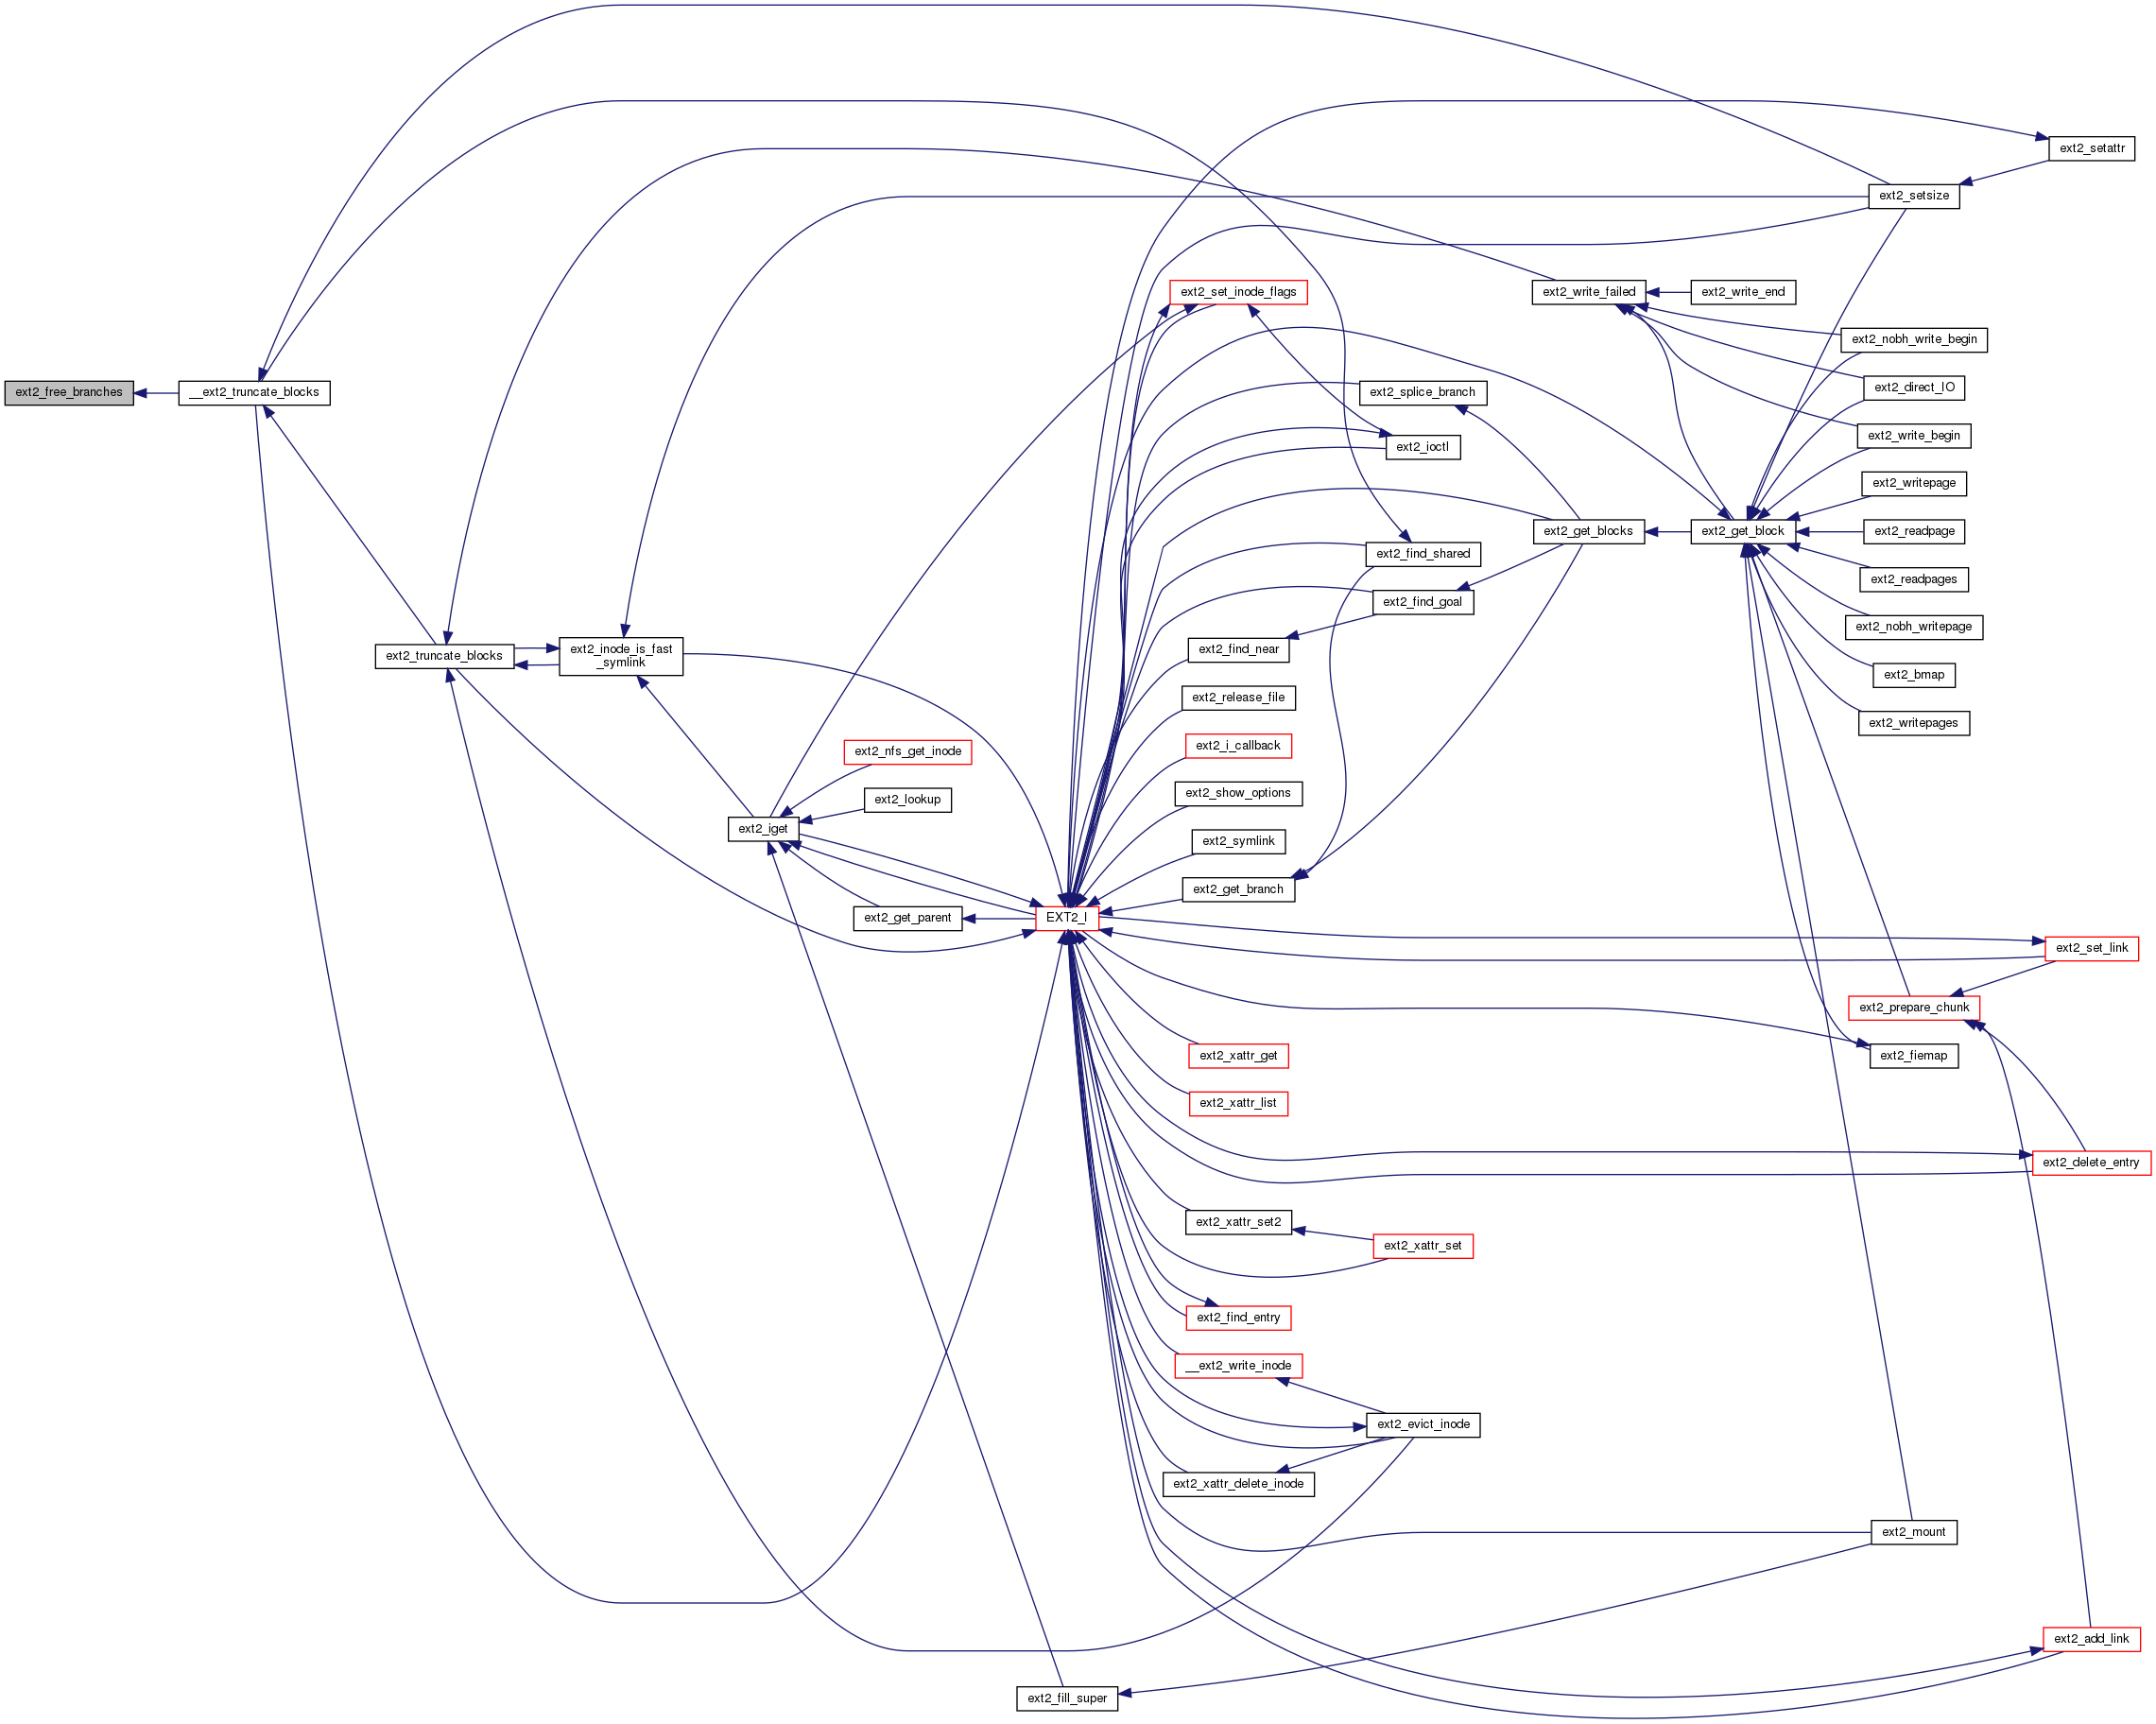 ext2_setattr
ext2_setsize
ext2_set_inode_flags
ext2_write_failed
ext2_write_end
ext2_nobh_write_begin
ext2_free_branches
__ext2_truncate_blocks
ext2_splice_branch
ext2_direct_IO
ext2_ioctl
ext2_write_begin
ext2_writepage
ext2_get_blocks
ext2_get_block
ext2_readpage
ext2_find_shared
ext2_readpages
ext2_find_goal
ext2_nobh_writepage
ext2_truncate_blocks
ext2_inode_is_fast
_symlink
ext2_find_near
ext2_bmap
ext2_release_file
ext2_writepages
ext2_nfs_get_inode
ext2_i_callback
ext2_lookup
ext2_show_options
ext2_iget
ext2_symlink
ext2_get_branch
ext2_get_parent
EXT2_I
ext2_set_link
ext2_prepare_chunk
ext2_xattr_get
ext2_fiemap
ext2_xattr_list
ext2_delete_entry
ext2_xattr_set2
ext2_xattr_set
ext2_find_entry
__ext2_write_inode
ext2_evict_inode
ext2_xattr_delete_inode
ext2_mount
ext2_add_link
ext2_fill_super